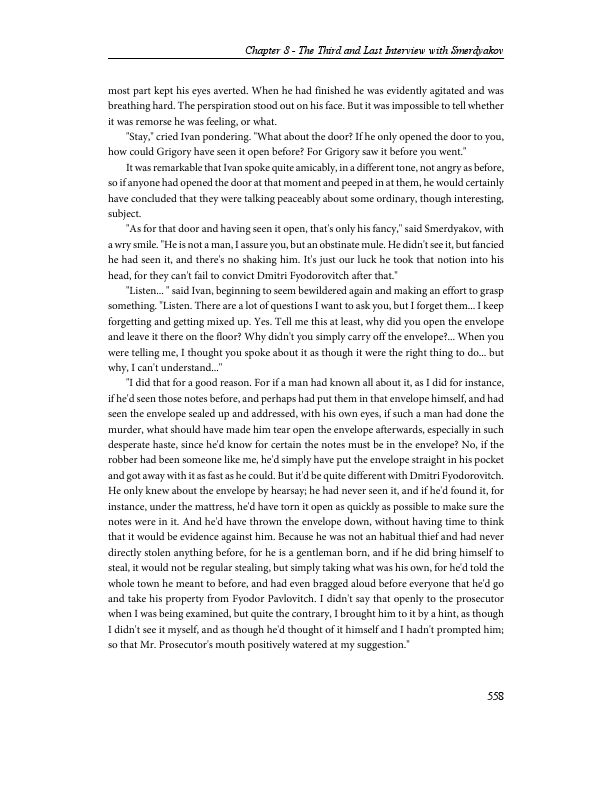 Chapter 8 - The Third and Last Interview with Smerdyakov
most part kept his eyes averted. When he had finished he was evidently agitated and was
breathing hard. The perspiration stood out on his face. But it was impossible to tell whether
it was remorse he was feeling, or what.
"Stay," cried Ivan pondering. "What about the door? If he only opened the door to you,
how could Grigory have seen it open before? For Grigory saw it before you went."
It was remarkable that Ivan spoke quite amicably, in a different tone, not angry as before,
so if anyone had opened the door at that moment and peeped in at them, he would certainly
have concluded that they were talking peaceably about some ordinary, though interesting,
subject.
"As for that door and having seen it open, that's only his fancy," said Smerdyakov, with
a wry smile. "He is not a man, I assure you, but an obstinate mule. He didn't see it, but fancied
he had seen it, and there's no shaking him. It's just our luck he took that notion into his
head, for they can't fail to convict Dmitri Fyodorovitch after that."
"Listen... " said Ivan, beginning to seem bewildered again and making an effort to grasp
something. "Listen. There are a lot of questions I want to ask you, but I forget them... I keep
forgetting and getting mixed up. Yes. Tell me this at least, why did you open the envelope
and leave it there on the floor? Why didn't you simply carry off the envelope?... When you
were telling me, I thought you spoke about it as though it were the right thing to do... but
why, I can't understand..."
"I did that for a good reason. For if a man had known all about it, as I did for instance,
if he'd seen those notes before, and perhaps had put them in that envelope himself, and had
seen the envelope sealed up and addressed, with his own eyes, if such a man had done the
murder, what should have made him tear open the envelope afterwards, especially in such
desperate haste, since he'd know for certain the notes must be in the envelope? No, if the
robber had been someone like me, he'd simply have put the envelope straight in his pocket
and got away with it as fast as he could. But it'd be quite different with Dmitri Fyodorovitch.
He only knew about the envelope by hearsay; he had never seen it, and if he'd found it, for
instance, under the mattress, he'd have torn it open as quickly as possible to make sure the
notes were in it. And he'd have thrown the envelope down, without having time to think
that it would be evidence against him. Because he was not an habitual thief and had never
directly stolen anything before, for he is a gentleman born, and if he did bring himself to
steal, it would not be regular stealing, but simply taking what was his own, for he'd told the
whole town he meant to before, and had even bragged aloud before everyone that he'd go
and take his property from Fyodor Pavlovitch. I didn't say that openly to the prosecutor
when I was being examined, but quite the contrary, I brought him to it by a hint, as though
I didn't see it myself, and as though he'd thought of it himself and I hadn't prompted him;
so that Mr. Prosecutor's mouth positively watered at my suggestion."
558